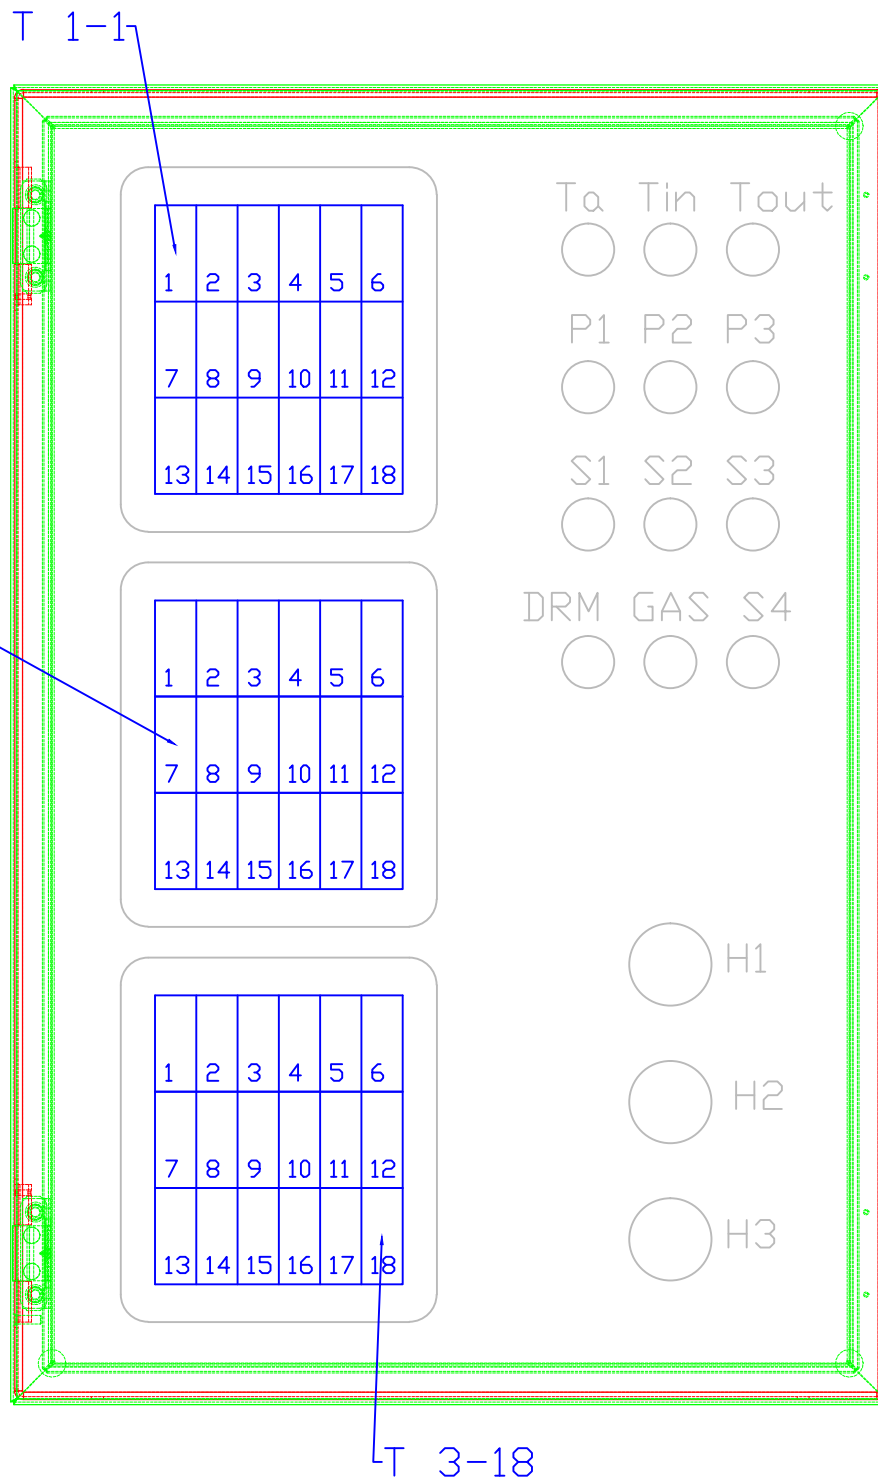 T 1-1
Ta Tin Tout
1 2 3 4 5 6
P1 P2 P3
7 8 9 10 11 12
S1 S2 S3
13 14 15 16 17 18
DRM GAS S4
1 2 3 4 5 6
7 8 9 10 11 12
13 14 15 16 17 18
H1
1 2 3 4 5 6
H2
7 8 9 10 11 12
H3
13 14 15 16 17 18
T 3-18